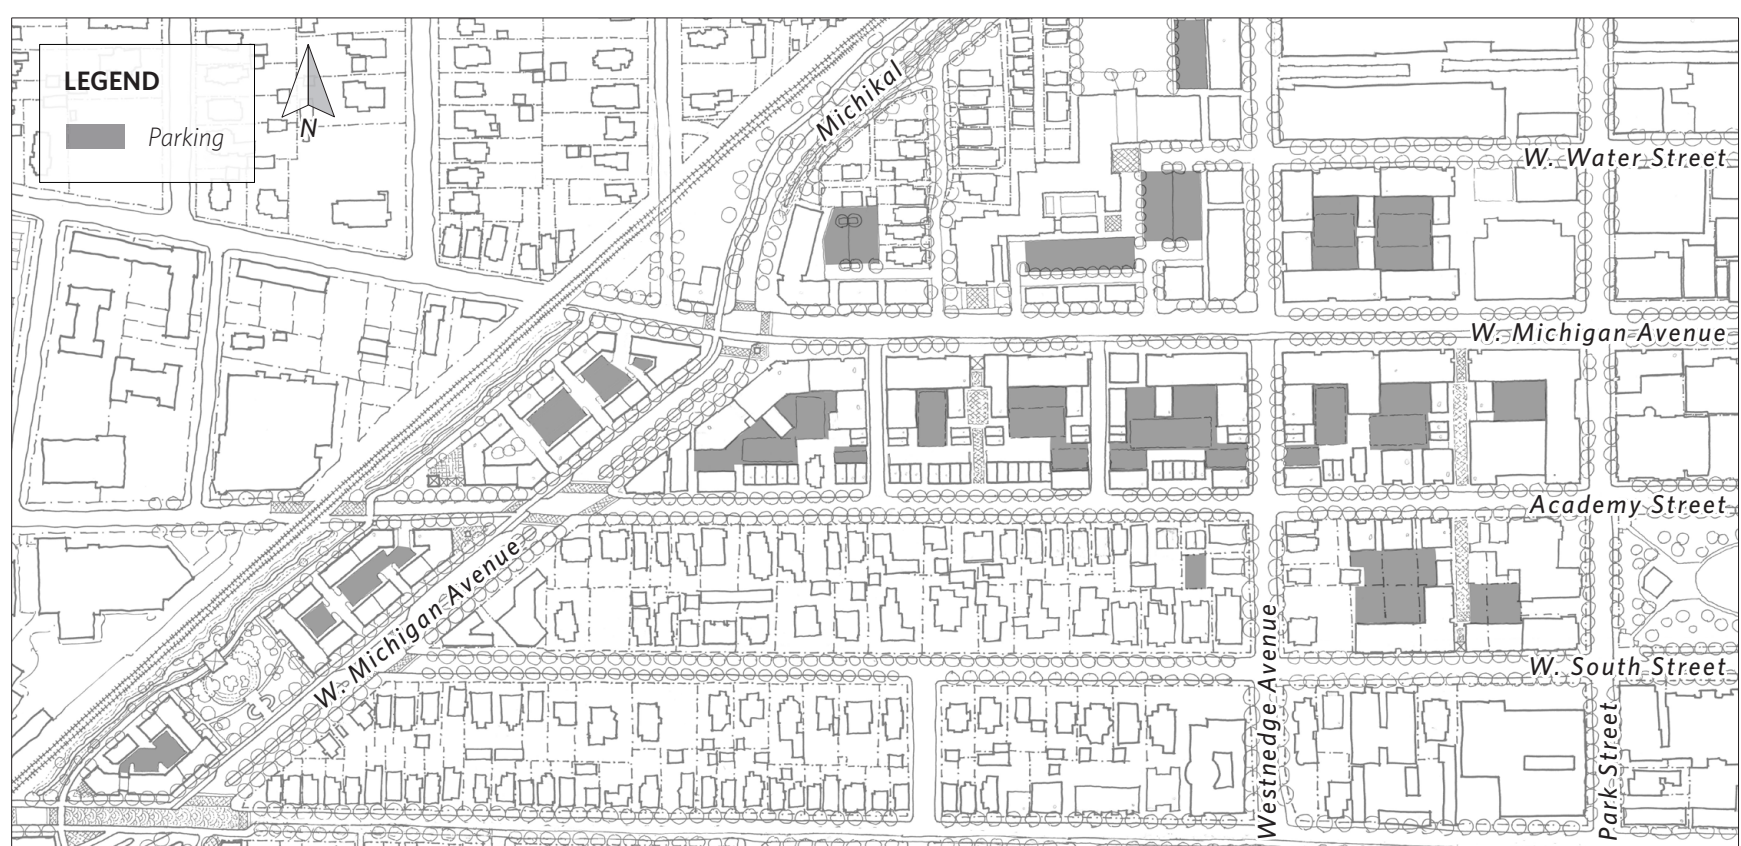 LEGEND
Parking
N
Michikal
W. Water Street
W. Michigan Avenue
Academy Street
W. Michigan Avenue
W. South Street
Westnedge Avenue
Park Street